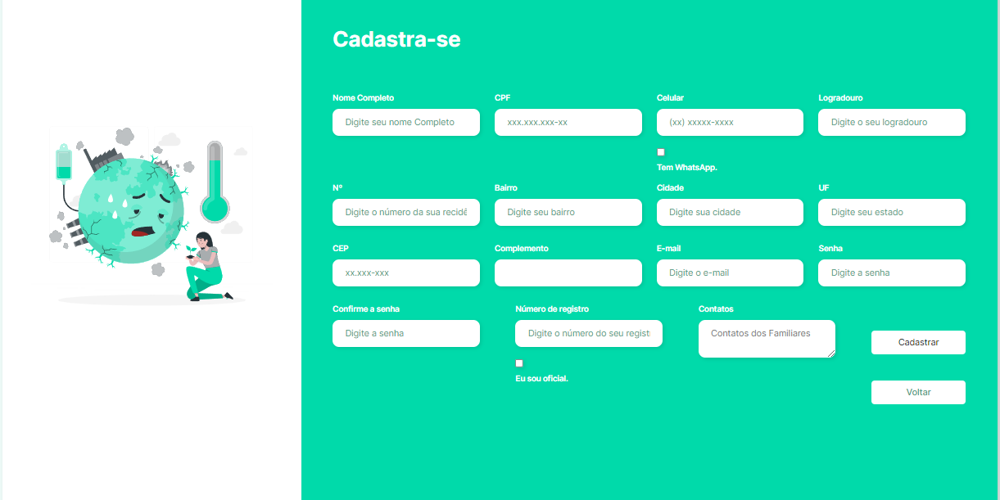 Cadastra-se
Nome Completo
CPF
Celular
Logradouro
Digite seu nome Completo
xxx.xxx.xxx-xx
(xx) xxxxx-xxxx
Digite o seu logradouro
Tem WhatsApp.
Nº
Bairro
Cidade
UF
Digite o número da sua recidê
Digite seu bairro
Digite sua cidade
Digite seu estado
CEP
Complemento
E-mail
Senha
xx.xxx-xxx
Digite o e-mail
Digite a senha
Confirme a senha
Número de registro
Contatos
Digite a senha
Digite o número do seu registr
Contatos dos Familiares
Cadastrar
Eu sou oficial.
Voltar